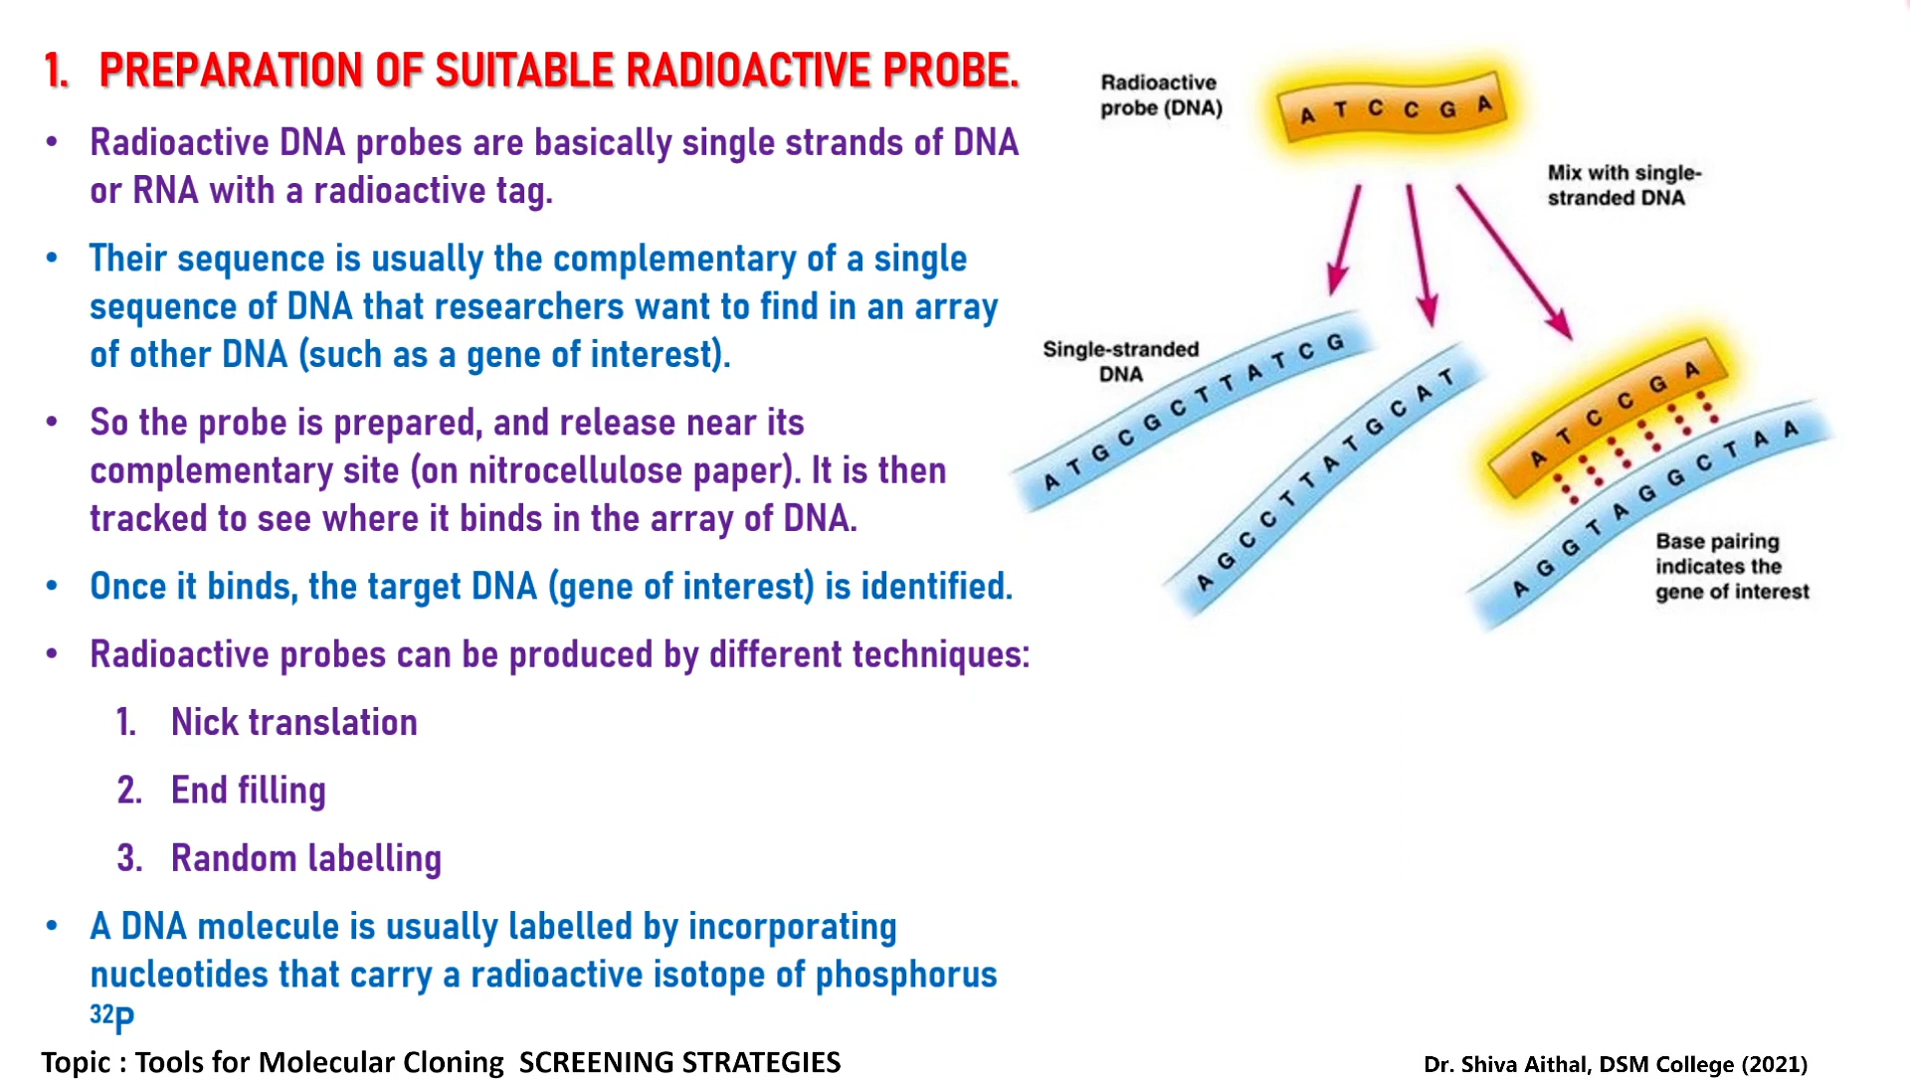 1. PREPARATION OF SUITABLE RADIOACTIVE PROBE.
• Radioactive DNA probes are basically single strands of DNA
or RNA with a radioactive tag.
• Their sequence is usually the complementary of a single
sequence of DNA that researchers want to find in an array
of other DNA (such as a gene of interest).
• So the probe is prepared, and release near its
complementary site (on nitrocellulose paper). It is then
tracked to see where it binds in the array of DNA.
• Once it binds, the target DNA (gene of interest) is identified.
• Radioactive probes can be produced by different techniques:
1. Nick translation
2. End filling
3. Random labelling
• A DNA molecule is usually labelled by incorporating
nucleotides that carry a radioactive isotope of phosphorus
³²P
Radioactive
probe (DNA)
A T C C G A
Mix with single-
stranded DNA
Single-stranded
DNA
A T G C G C T T A T C G
A G C C T T A T G C A T
A T C C G A
A G G T A G G C T A A
Base pairing
indicates the
gene of interest
Topic : Tools for Molecular Cloning SCREENING STRATEGIES
Dr. Shiva Aithal, DSM College (2021)